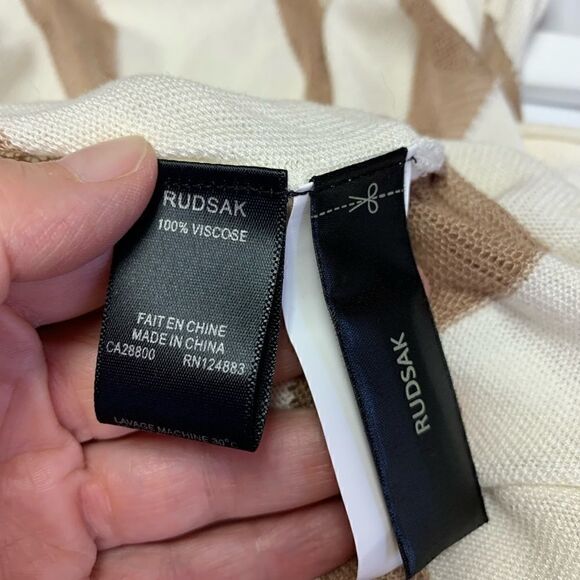 RUDSAK
100% VISCOSE
FAIT EN CHINE
MADE IN CHINA
CA28800 RN124883
LAVAGE MACHINE 30°C
RUDSAK